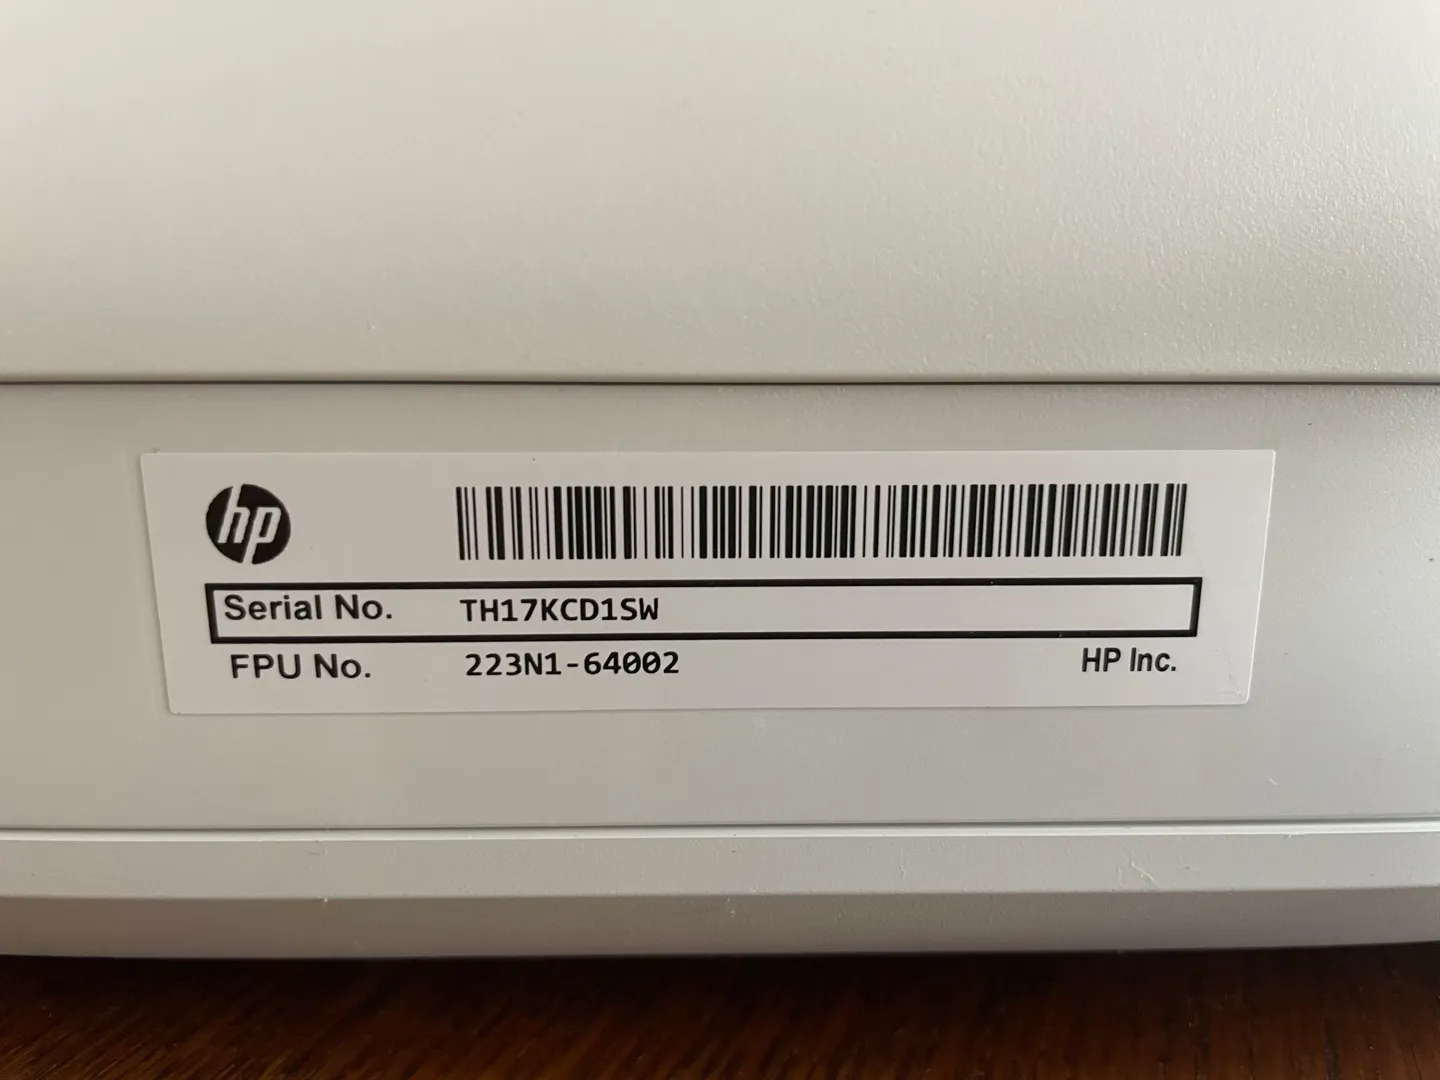 hp
Serial No. TH17KCD1SW
FPU No. 223N1-64002 HP Inc.